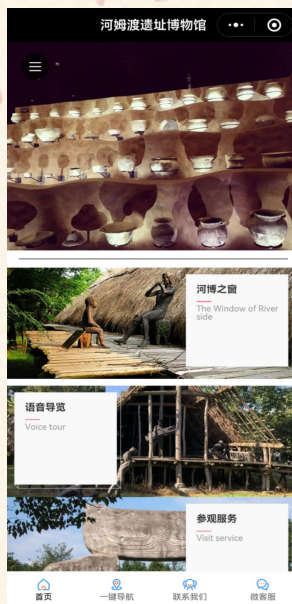 河姆渡遗址博物馆
河博之窗
The Window of River
side
语音导览
Voice tour
参观服务
Visit service
首页
一键导航
联系我们
微客服